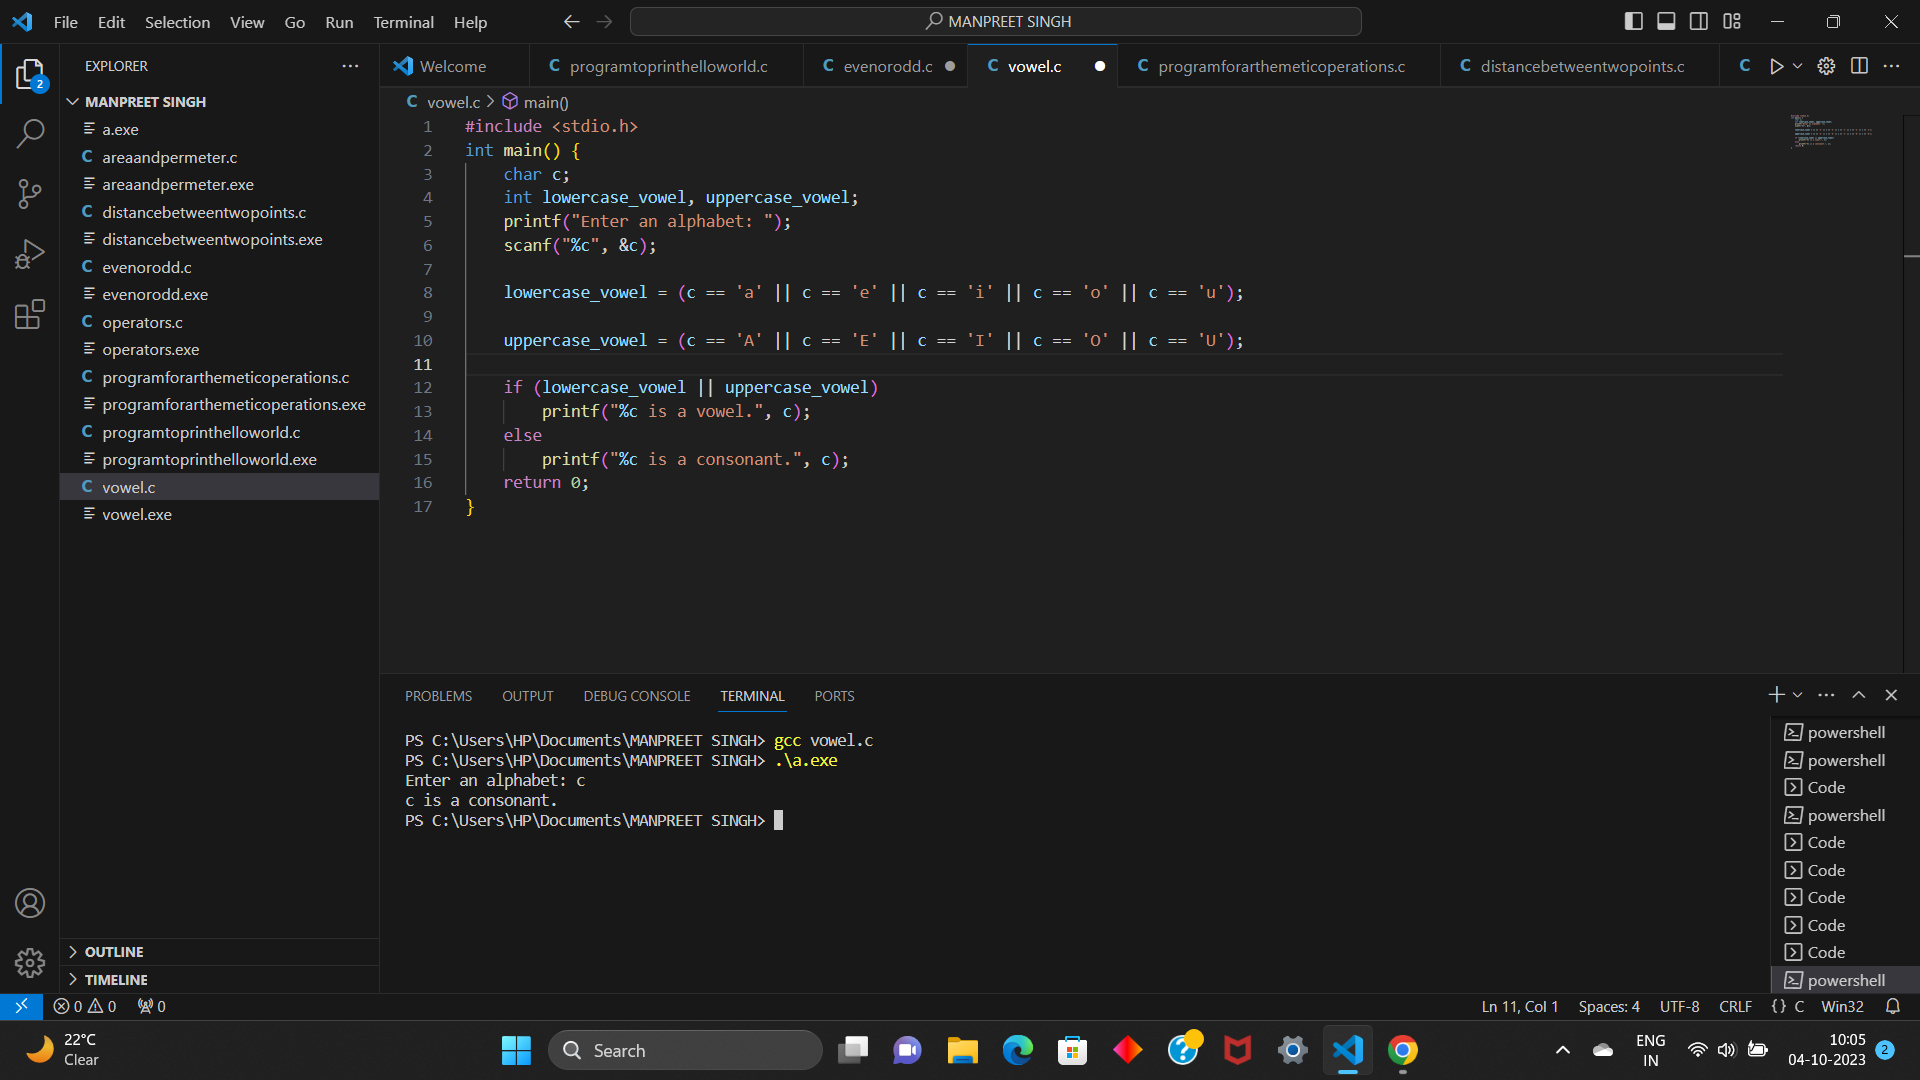 File Edit Selection View Go Run Terminal Help
MANPREET SINGH
EXPLORER
Welcome
programtoprinthelloworld.c
evenorodd.c
vowel.c
programforarthemeticoperations.c
distancebetweentwopoints.c
2
MANPREET SINGH
a.exe
areaandpermeter.c
areaandpermeter.exe
distancebetweentwopoints.c
distancebetweentwopoints.exe
evenorodd.c
evenorodd.exe
operators.c
operators.exe
programforarthemeticoperations.c
programforarthemeticoperations.exe
programtoprinthelloworld.c
programtoprinthelloworld.exe
vowel.c
vowel.exe
OUTLINE
TIMELINE
C vowel.c > main()
1 #include <stdio.h>
2 int main() {
3 char c;
4 int lowercase_vowel, uppercase_vowel;
5 printf("Enter an alphabet: ");
6 scanf("%c", &c);
7
8 lowercase_vowel = (c == 'a' || c == 'e' || c == 'i' || c == 'o' || c == 'u');
9
10 uppercase_vowel = (c == 'A' || c == 'E' || c == 'I' || c == 'O' || c == 'U');
11
12 if (lowercase_vowel || uppercase_vowel)
13 printf("%c is a vowel.", c);
14 else
15 printf("%c is a consonant.", c);
16 return 0;
17 }
PROBLEMS OUTPUT DEBUG CONSOLE TERMINAL PORTS
PS C:\Users\HP\Documents\MANPREET SINGH> gcc vowel.c
PS C:\Users\HP\Documents\MANPREET SINGH> .\a.exe
Enter an alphabet: c
c is a consonant.
PS C:\Users\HP\Documents\MANPREET SINGH>
powershell
powershell
Code
powershell
Code
Code
Code
Code
Code
powershell
0 0 0
Ln 11, Col 1 Spaces: 4 UTF-8 CRLF {} C Win32
22°C
Clear
Search
ENG
IN
10:05
04-10-2023
2